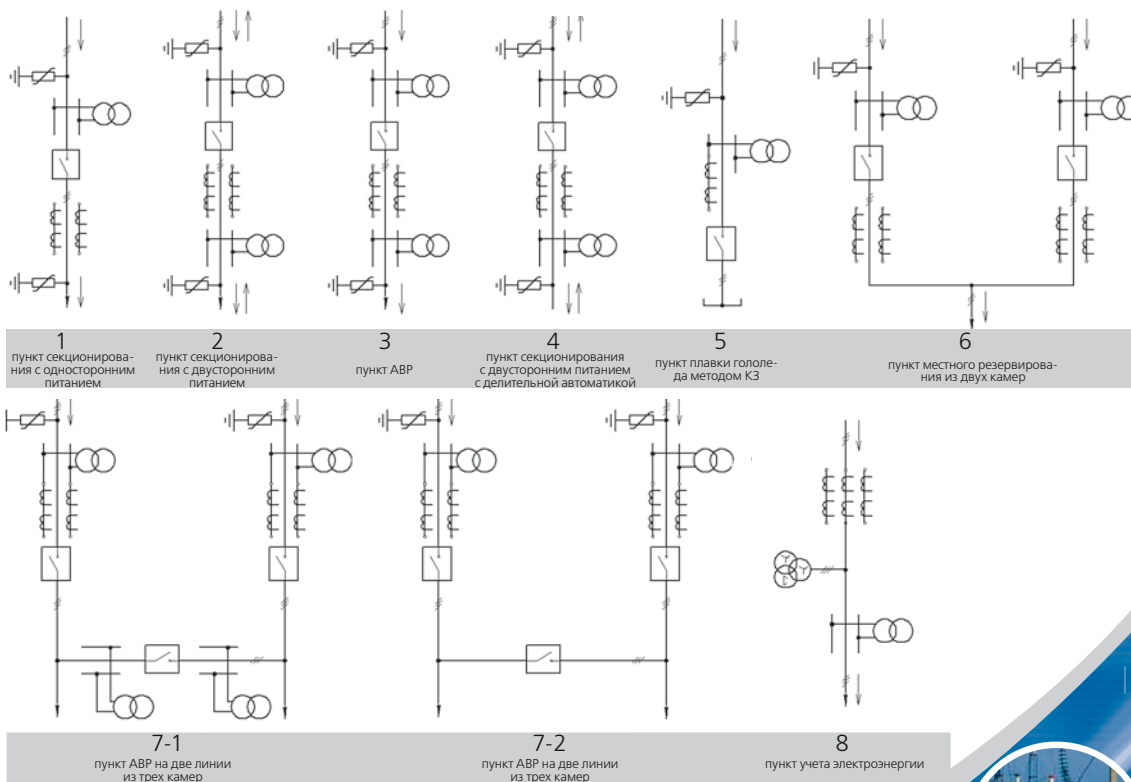 1
пункт секционирова-
ния с односторонним
питанием
2
пункт секционирова-
ния с двусторонним
питанием
3
пункт АВР
4
пункт секционирования
с двусторонним питанием
с делительной автоматикой
5
пункт плавки гололе-
да методом КЗ
6
пункт местного резервирова-
ния из двух камер
7-1
пункт АВР на две линии
из трех камер
7-2
пункт АВР на две линии
из трех камер
8
пункт учета электроэнергии